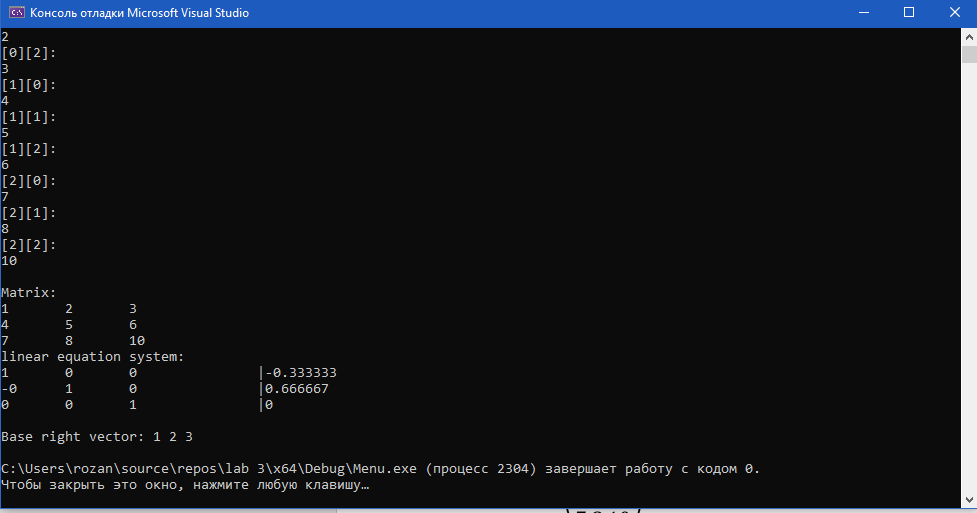 Консоль отладки Microsoft Visual Studio
2
[0][2]:
3
[1][0]:
4
[1][1]:
5
[1][2]:
6
[2][0]:
7
[2][1]:
8
[2][2]:
10
Matrix:
1 2 3
4 5 6
7 8 10
linear equation system:
1 0 0 |-0.333333
-0 1 0 |0.666667
0 0 1 |0
Base right vector: 1 2 3
C:\Users\rozan\source\repos\lab 3\x64\Debug\Menu.exe (процесс 2304) завершает работу с кодом 0.
Чтобы закрыть это окно, нажмите любую клавишу…